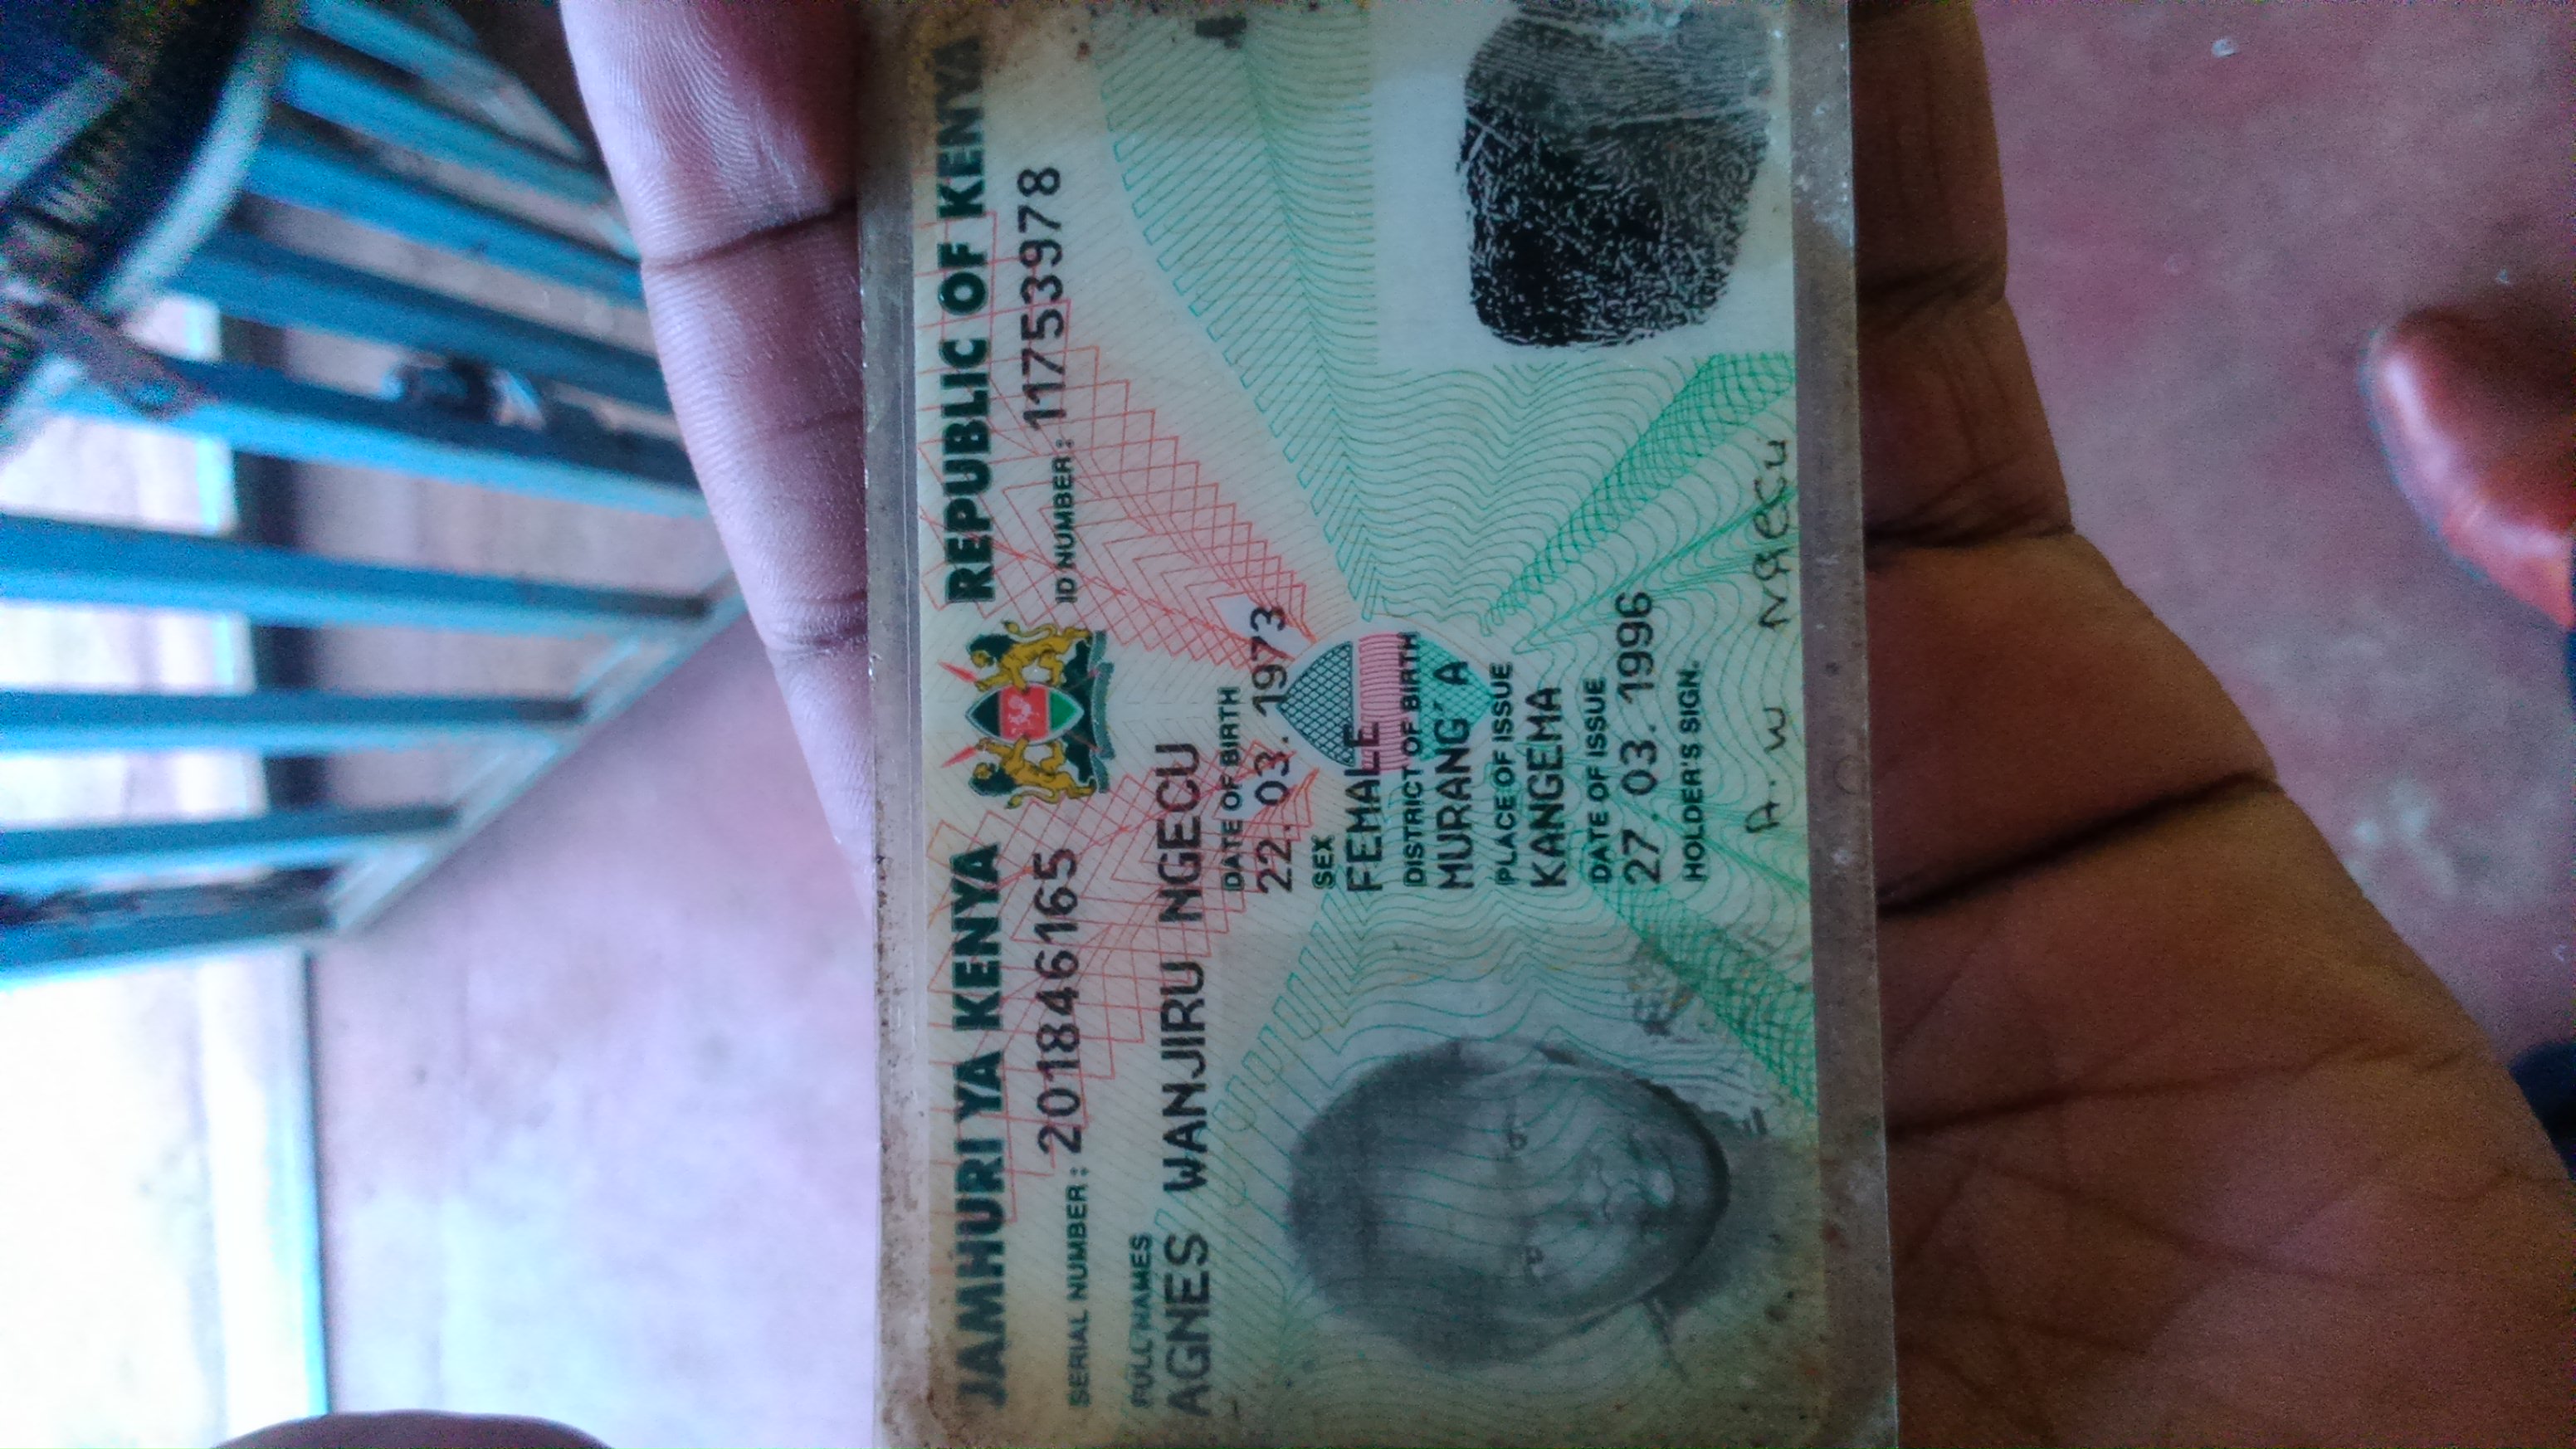 JAMHURI YA KENYA REPUBLIC OF KENYA
SERIAL NUMBER: 201846165 ID NUMBER: 11753978
FULL NAMES
AGNES WANJIRU NGECU
DATE OF BIRTH
22. 03. 1973
SEX
FEMALE
DISTRICT OF BIRTH
MURANG'A
PLACE OF ISSUE
KANGEMA
DATE OF ISSUE
27. 03. 1996
HOLDER'S SIGN.
A. W Ngecu